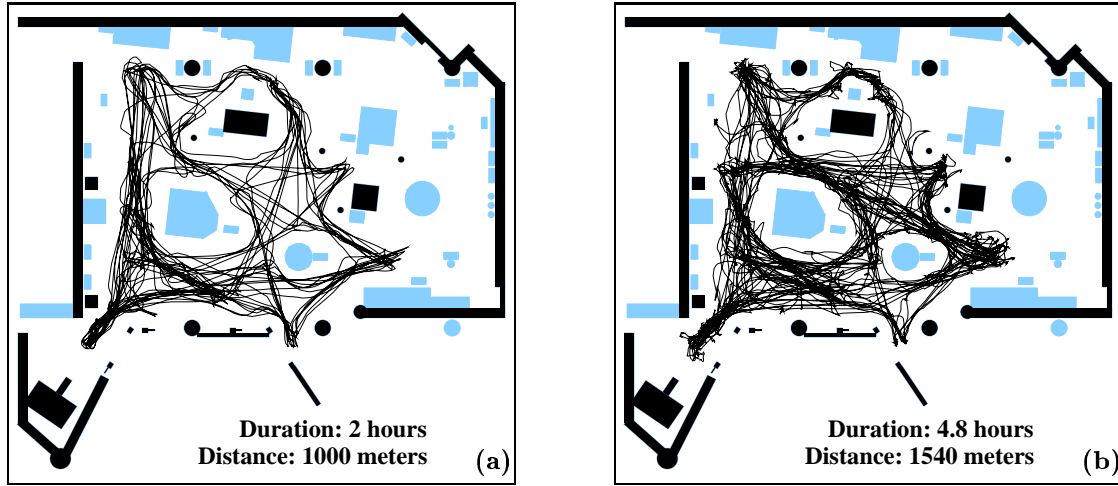 Duration: 2 hours
Distance: 1000 meters
(a)
Duration: 4.8 hours
Distance: 1540 meters
(b)